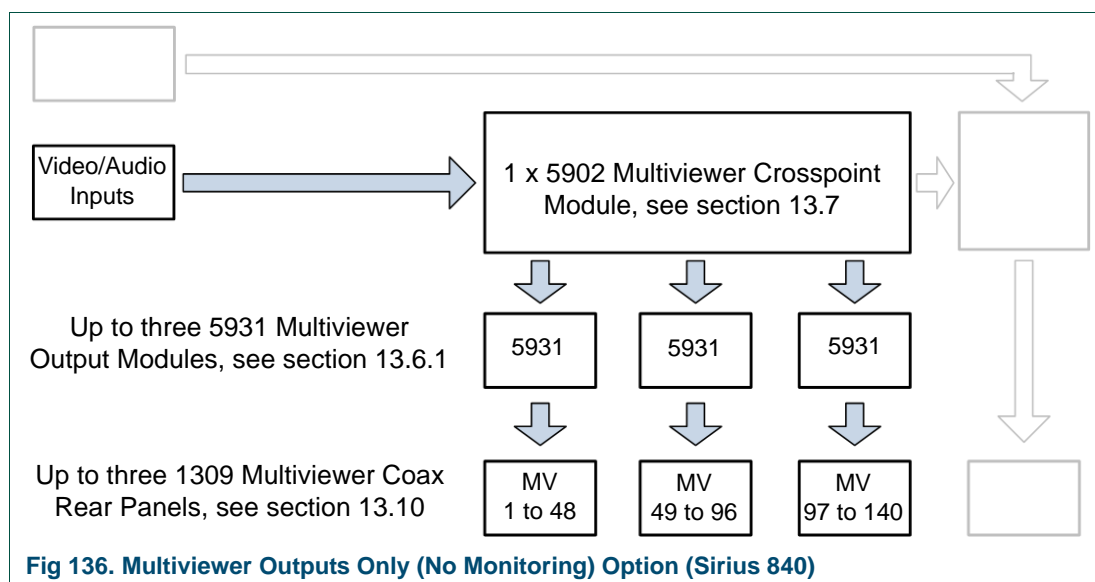 Video/Audio
Inputs
1 x 5902 Multiviewer Crosspoint
Module, see section 13.7
Up to three 5931 Multiviewer
Output Modules, see section 13.6.1
5931
5931
5931
Up to three 1309 Multiviewer Coax
Rear Panels, see section 13.10
MV
1 to 48
MV
49 to 96
MV
97 to 140
Fig 136. Multiviewer Outputs Only (No Monitoring) Option (Sirius 840)